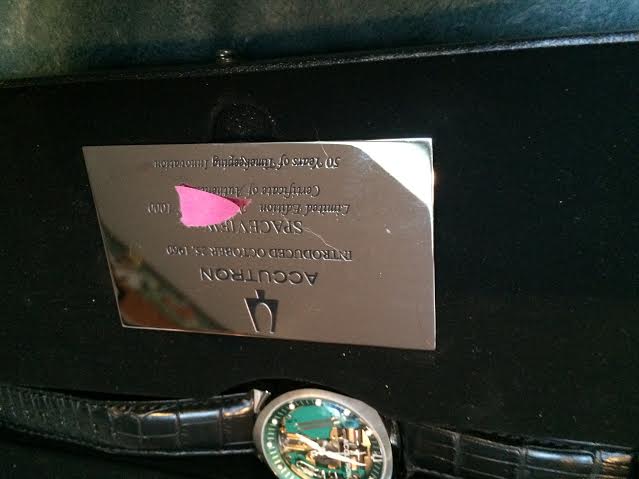 ACCUTRON
INTRODUCED OCTOBER 25, 1960
SPACEVIEW
Limited Edition 1000
Certificate of
50 Years of Timekeeping Innovation